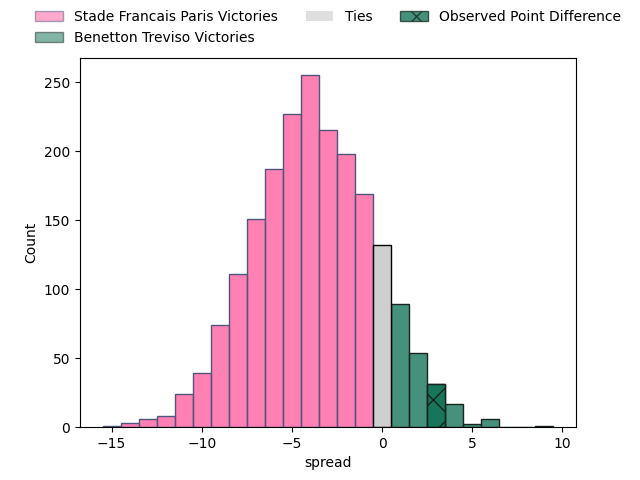 Stade Francais Paris Victories
Ties
Observed Point Difference
Benetton Treviso Victories
250
200
150
100
50
0
Count
−15
−10
−5
0
5
10
spread